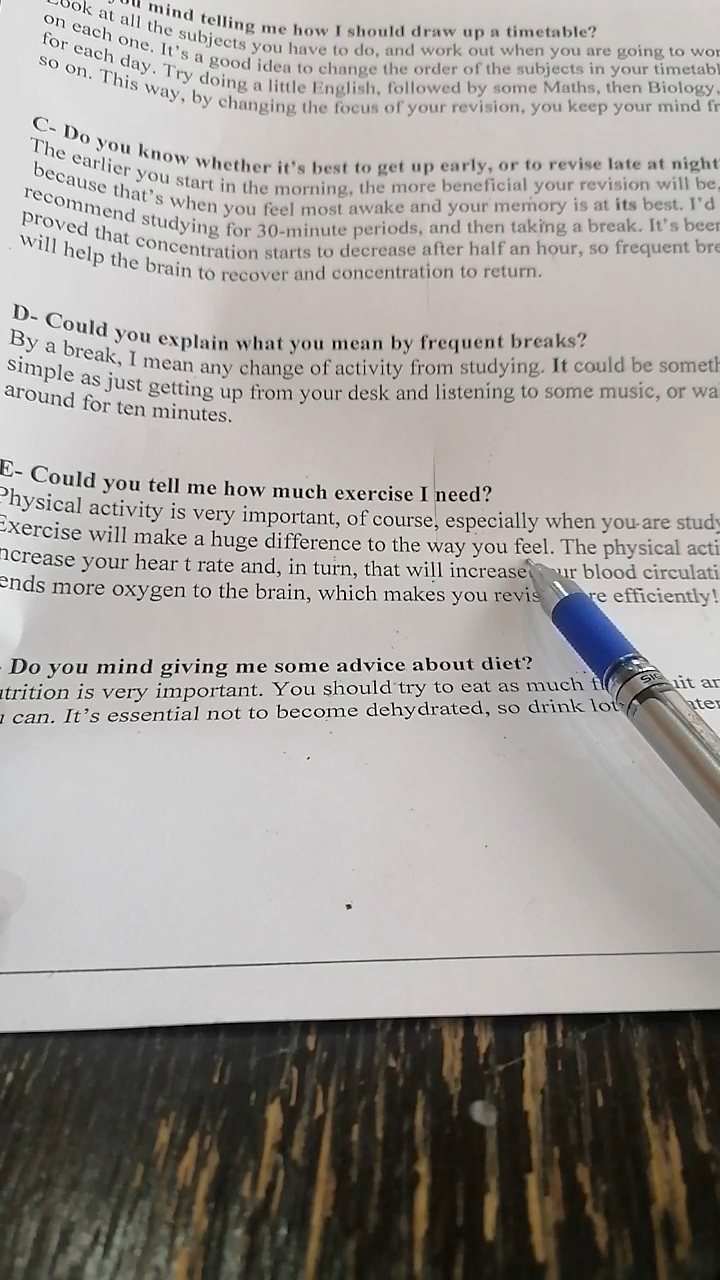 mind telling me how I should draw up a timetable?
Look at all the subjects you have to do, and work out when you are going to wor
on each one. It's a good idea to change the order of the subjects in your timetabl
for each day. Try doing a little English, followed by some Maths, then Biology,
so on. This way, by changing the focus of your revision, you keep your mind fr
C- Do you know whether it's best to get up early, or to revise late at night
The earlier you start in the morning, the more beneficial your revision will be,
because that's when you feel most awake and your memory is at its best. I'd
recommend studying for 30-minute periods, and then taking a break. It's been
proved that concentration starts to decrease after half an hour, so frequent bre
will help the brain to recover and concentration to return.
D- Could you explain what you mean by frequent breaks?
By a break, I mean any change of activity from studying. It could be someth
simple as just getting up from your desk and listening to some music, or wa
around for ten minutes.
E- Could you tell me how much exercise I need?
Physical activity is very important, of course, especially when you are study
Exercise will make a huge difference to the way you feel. The physical acti
ncrease your hear t rate and, in turn, that will increase ur blood circulati
ends more oxygen to the brain, which makes you revis re efficiently!
Do you mind giving me some advice about diet?
utrition is very important. You should try to eat as much f uit an
can. It's essential not to become dehydrated, so drink lot ater
SIG